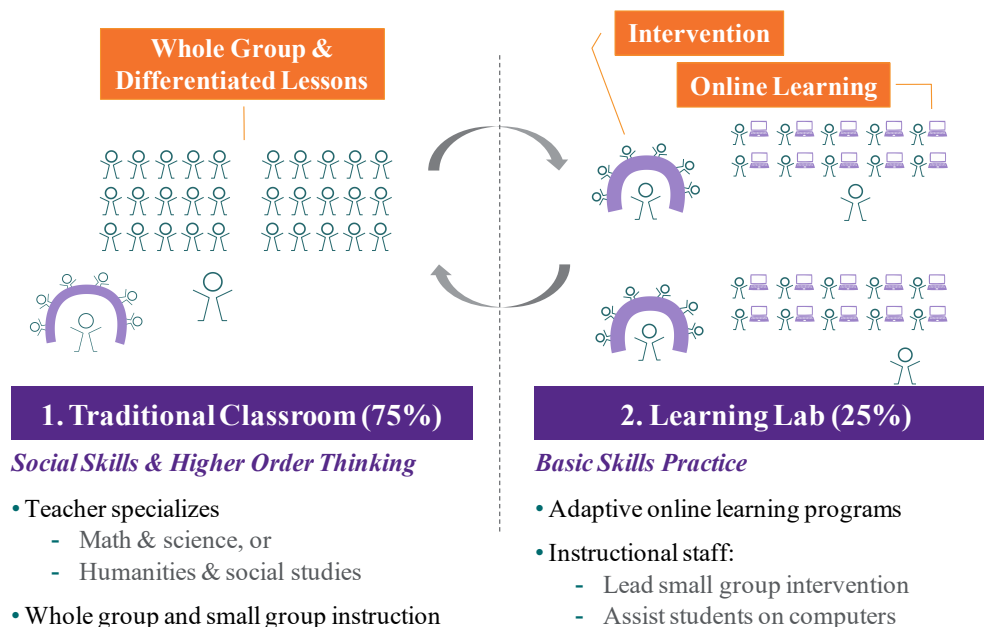 Whole Group &
Differentiated Lessons
Intervention
Online Learning
1. Traditional Classroom (75%)
Social Skills & Higher Order Thinking
• Teacher specializes
- Math & science, or
- Humanities & social studies
• Whole group and small group instruction
2. Learning Lab (25%)
Basic Skills Practice
• Adaptive online learning programs
• Instructional staff:
- Lead small group intervention
- Assist students on computers